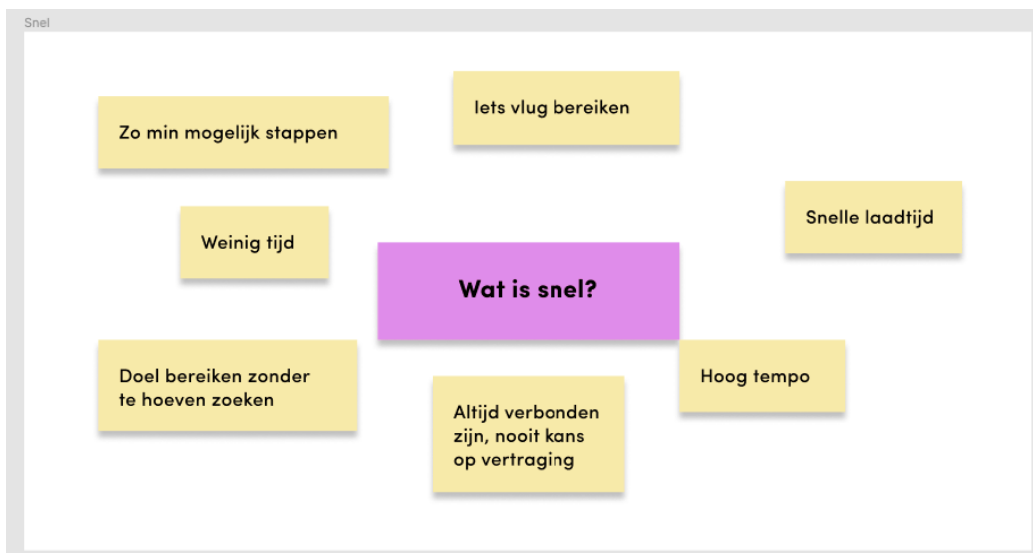 Snel
Iets vlug bereiken
Zo min mogelijk stappen
Snelle laadtijd
Weinig tijd
Wat is snel?
Doel bereiken zonder
te hoeven zoeken
Hoog tempo
Altijd verbonden
zijn, nooit kans
op vertraging